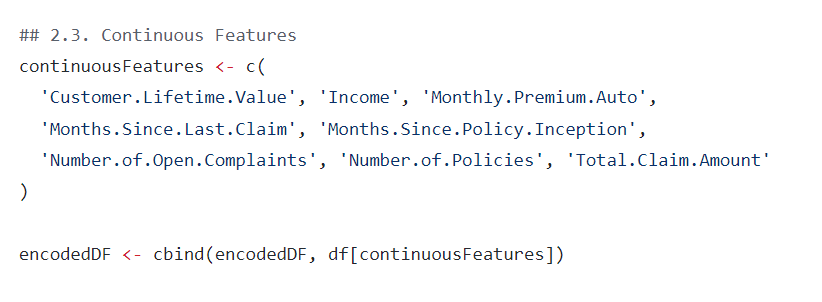 ## 2.3. Continuous Features
continuousFeatures <- c(
  'Customer.Lifetime.Value', 'Income', 'Monthly.Premium.Auto',
  'Months.Since.Last.Claim', 'Months.Since.Policy.Inception',
  'Number.of.Open.Complaints', 'Number.of.Policies', 'Total.Claim.Amount'
)

encodedDF <- cbind(encodedDF, df[continuousFeatures])